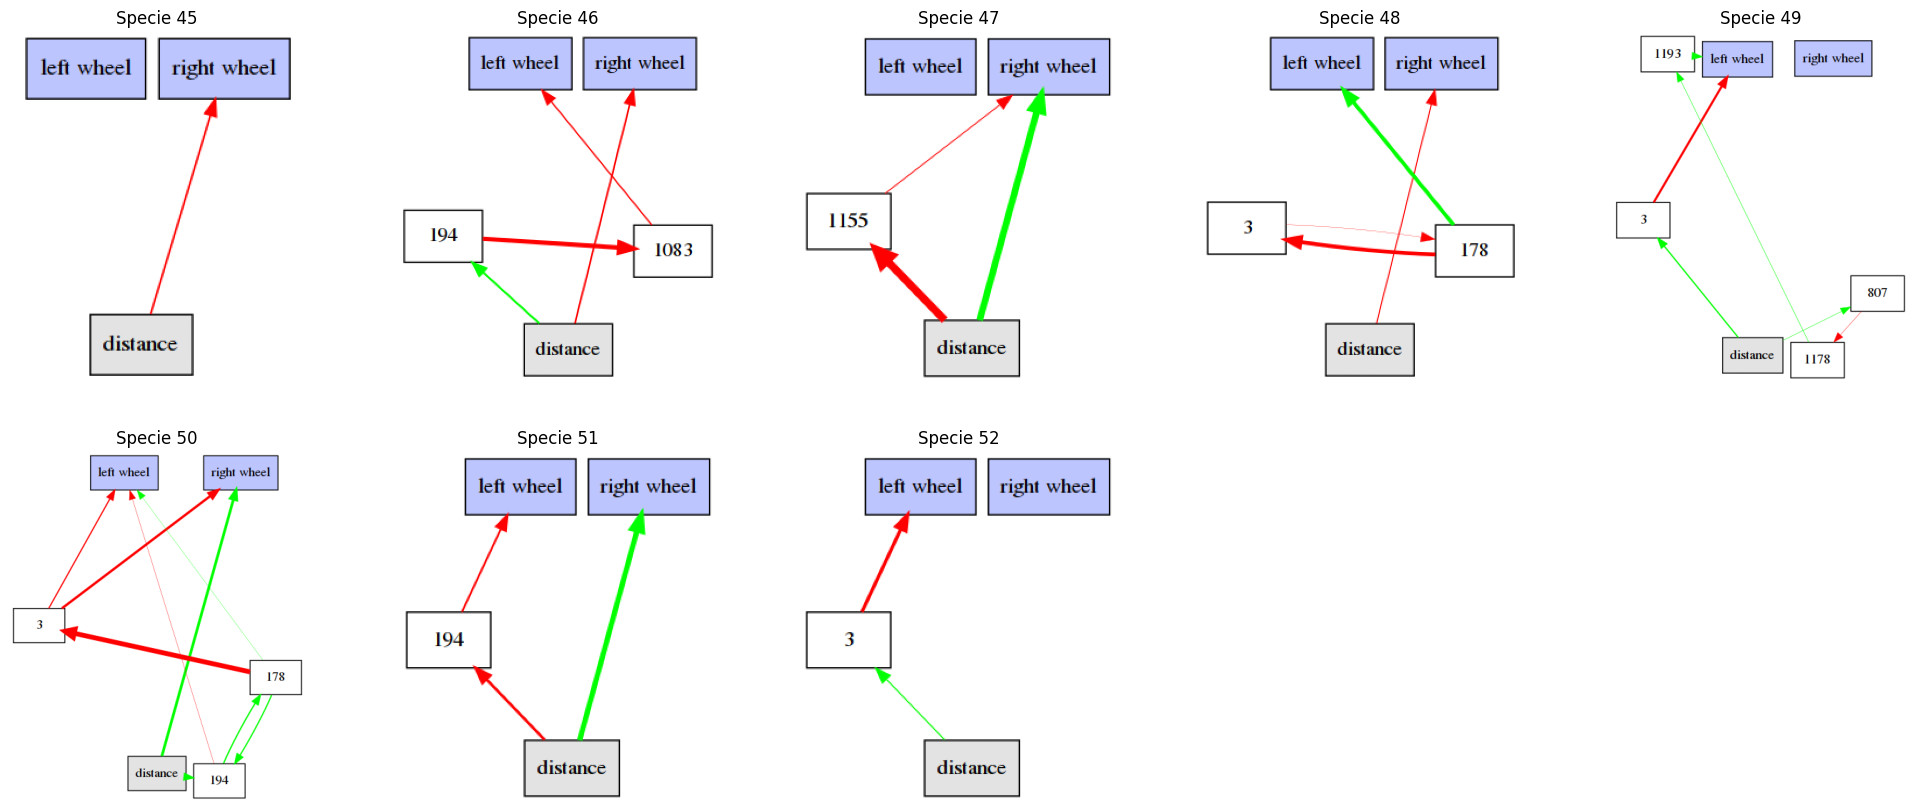 Specie 45
left wheel
right wheel
distance
Specie 46
left wheel
right wheel
194
1083
distance
Specie 47
left wheel
right wheel
1155
distance
Specie 48
left wheel
right wheel
3
178
distance
Specie 49
1193
left wheel
right wheel
3
807
distance
1178
Specie 50
left wheel
right wheel
3
178
distance
194
Specie 51
left wheel
right wheel
194
distance
Specie 52
left wheel
right wheel
3
distance